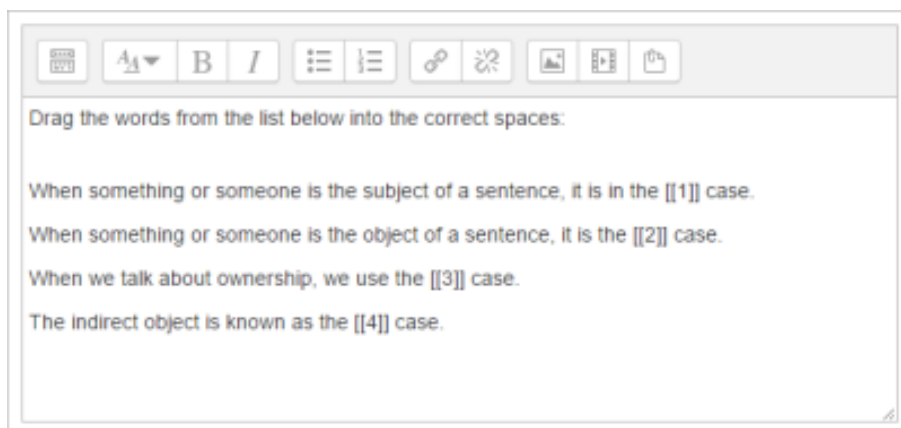 Drag the words from the list below into the correct spaces:
When something or someone is the subject of a sentence, it is in the [[1]] case.
When something or someone is the object of a sentence, it is the [[2]] case.
When we talk about ownership, we use the [[3]] case.
The indirect object is known as the [[4]] case.